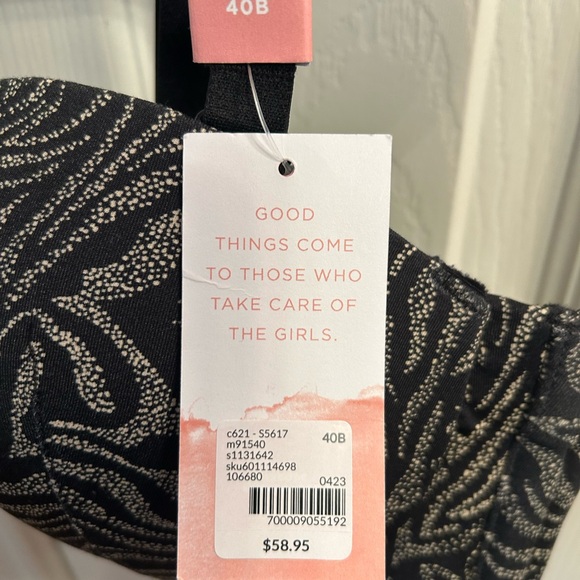 40B
GOOD
THINGS COME
TO THOSE WHO
TAKE CARE OF
THE GIRLS.
c621 - S5617 40B
m91540
s1131642
sku601114698
106680 0423
700009055192
$58.95